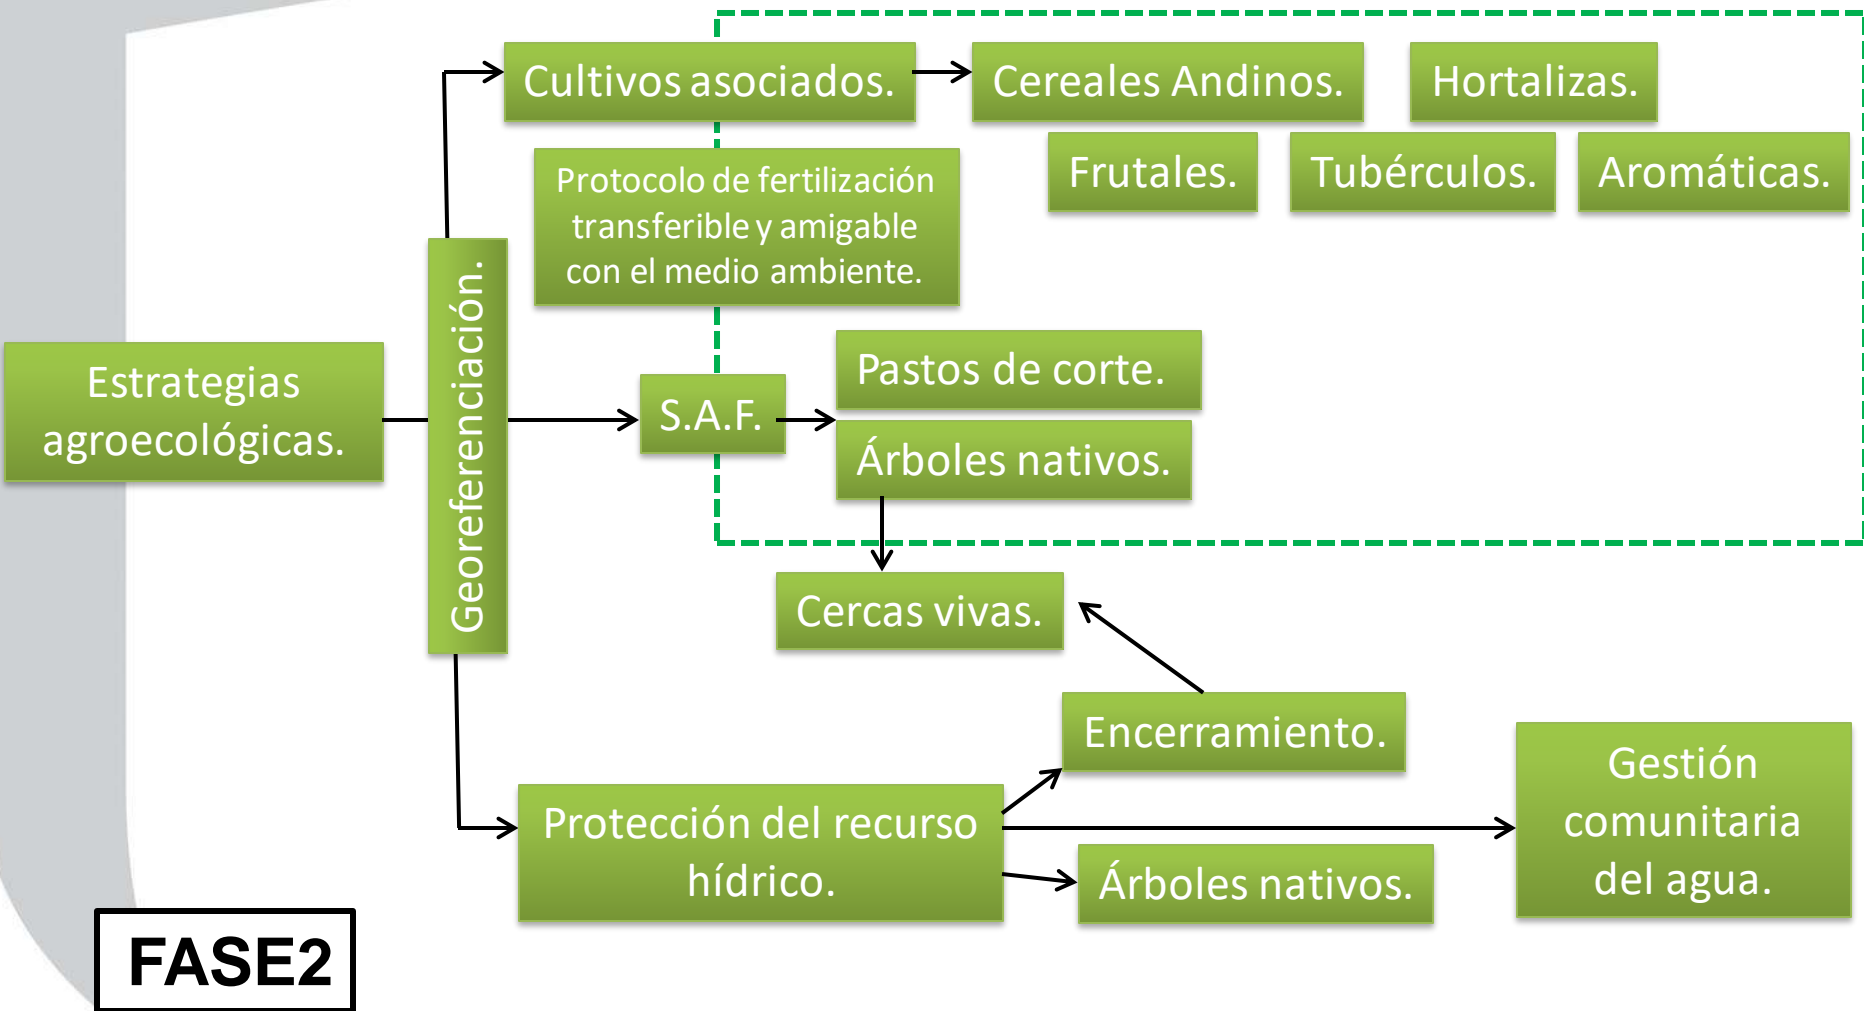 Cultivos asociados.
Cereales Andinos.
Hortalizas.
Frutales.
Tubérculos.
Aromáticas.
Protocolo de fertilización
transferible y amigable
con el medio ambiente.
Georeferenciación.
Estrategias
agroecológicas.
S.A.F.
Pastos de corte.
Árboles nativos.
Cercas vivas.
Encerramiento.
Protección del recurso
hídrico.
Árboles nativos.
Gestión
comunitaria
del agua.
FASE2